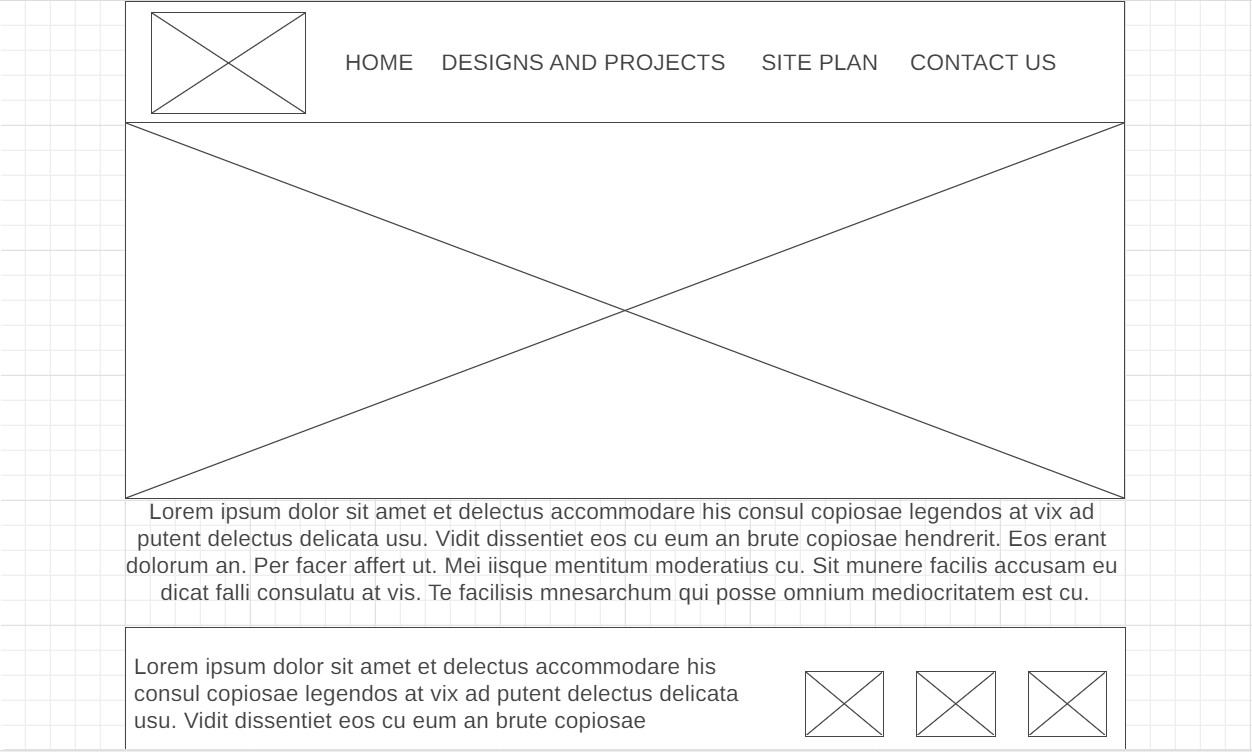 HOME DESIGNS AND PROJECTS SITE PLAN CONTACT US
Lorem ipsum dolor sit amet et delectus accommodare his consul copiosae legendos at vix ad
putent delectus delicata usu. Vidit dissentiet eos cu eum an brute copiosae hendrerit. Eos erant
dolorum an. Per facer affert ut. Mei iisque mentitum moderatius cu. Sit munere facilis accusam eu
dicat falli consulatu at vis. Te facilisis mnesarchum qui posse omnium mediocritatem est cu.
Lorem ipsum dolor sit amet et delectus accommodare his
consul copiosae legendos at vix ad putent delectus delicata
usu. Vidit dissentiet eos cu eum an brute copiosae